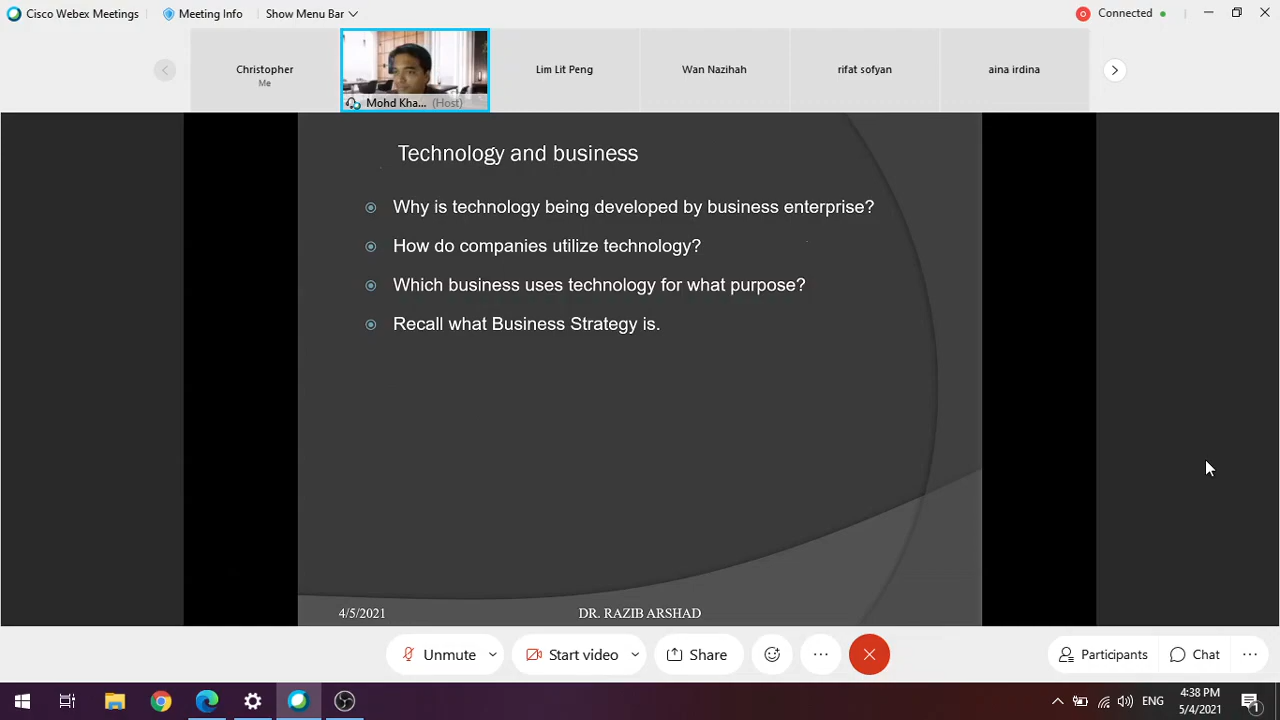 Cisco Webex Meetings
Meeting Info
Show Menu Bar
Connected
Christopher
Me
Mohd Kha... (Host)
Lim Lit Peng
Wan Nazihah
rifat sofyan
aina irdina
Technology and business
Why is technology being developed by business enterprise?
How do companies utilize technology?
Which business uses technology for what purpose?
Recall what Business Strategy is.
4/5/2021
DR. RAZIB ARSHAD
Unmute
Start video
Share
Participants
Chat
ENG
4:38 PM
5/4/2021
1